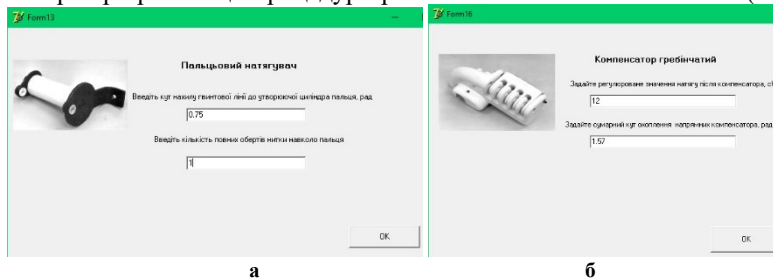 Form13
Пальцьовий натягувач
Введіть кут нахилу гвинтової лінії до утворюючої циліндра пальця, рад
0.75
Введіть кількість повних обертів нитки навколо пальця
1
OK
а
Form16
Компенсатор гребінчатий
Задайте регульоване значення натягу після компенсатора,
12
Задайте сумарний кут охоплення напрямних компенсатора, рад
1.57
OK
б